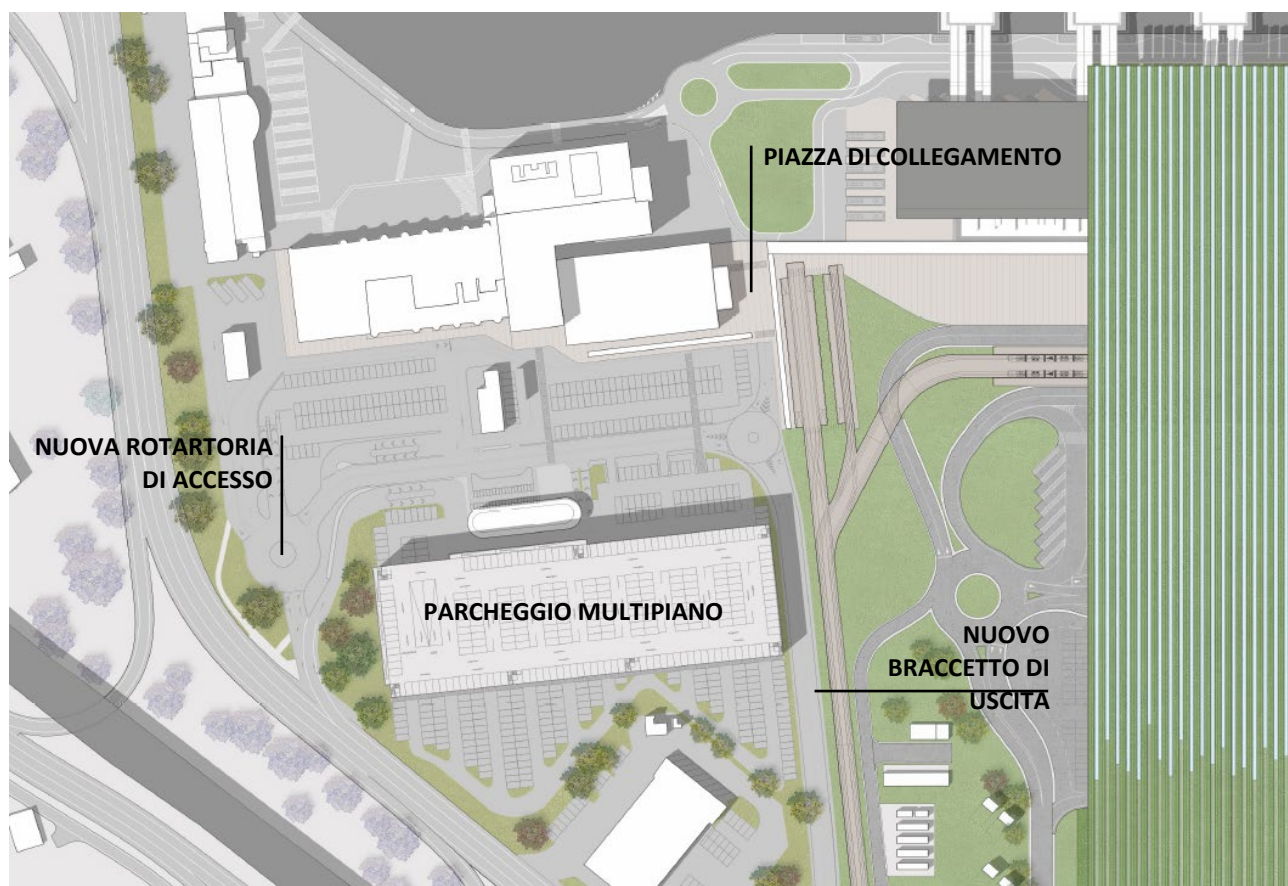 PIAZZA DI COLLEGAMENTO
NUOVA ROTARTORIA
DI ACCESSO
PARCHEGGIO MULTIPIANO
NUOVO
BRACCETTO DI
USCITA